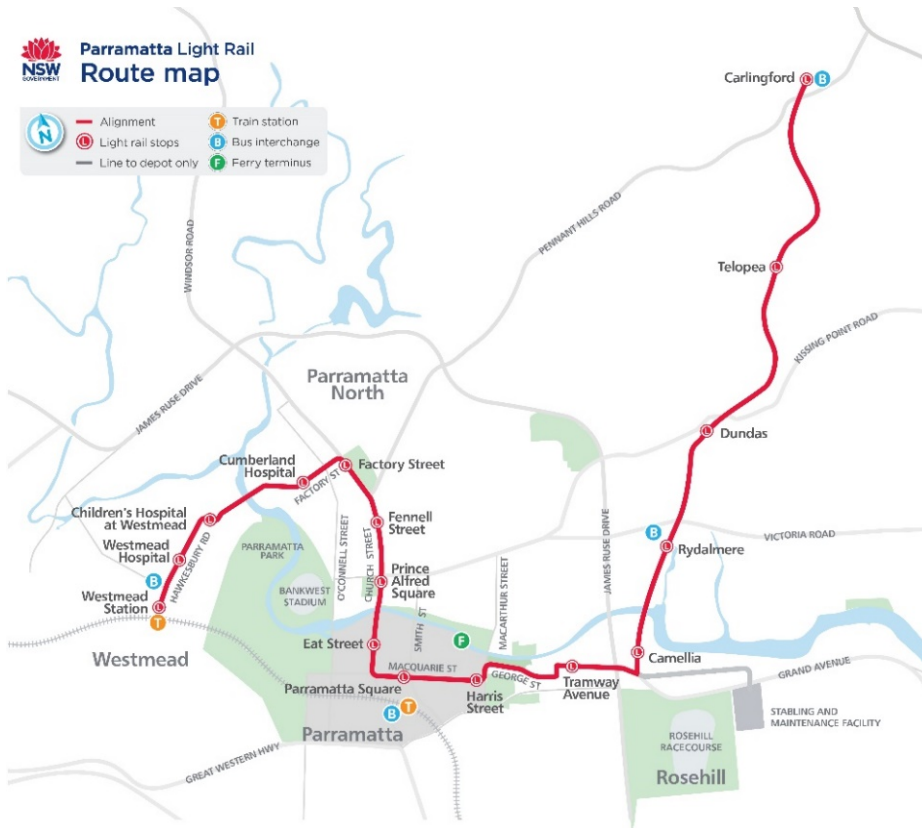 NSW
GOVERNMENT
Parramatta Light Rail
Route map
N
Alignment
Light rail stops
Line to depot only
Train station
Bus interchange
Ferry terminus
L
T
B
F
Carlingford
L
B
WINDSOR ROAD
PENNANT HILLS ROAD
Telopea
L
KISSING POINT ROAD
JAMES RUSE DRIVE
Parramatta
North
Dundas
L
Cumberland
Hospital
L
FACTORY ST
L
Factory Street
Children's Hospital
at Westmead
L
Westmead
Hospital
L
HAWKESBURY RD
B
Westmead
Station
L
T
Westmead
PARRAMATTA
PARK
BANKWEST
STADIUM
O'CONNELL STREET
CHURCH STREET
L
Fennell
Street
L
Prince
Alfred
Square
SMITH ST
MACARTHUR STREET
JAMES RUSE DRIVE
B
L
Rydalmere
VICTORIA ROAD
Eat Street
L
F
MACQUARIE ST
Parramatta Square
L
L
Harris
Street
GEORGE ST
L
Tramway
Avenue
L
Camellia
GRAND AVENUE
B
T
Parramatta
GREAT WESTERN HWY
ROSEHILL
RACECOURSE
Rosehill
STABLING AND
MAINTENANCE FACILITY